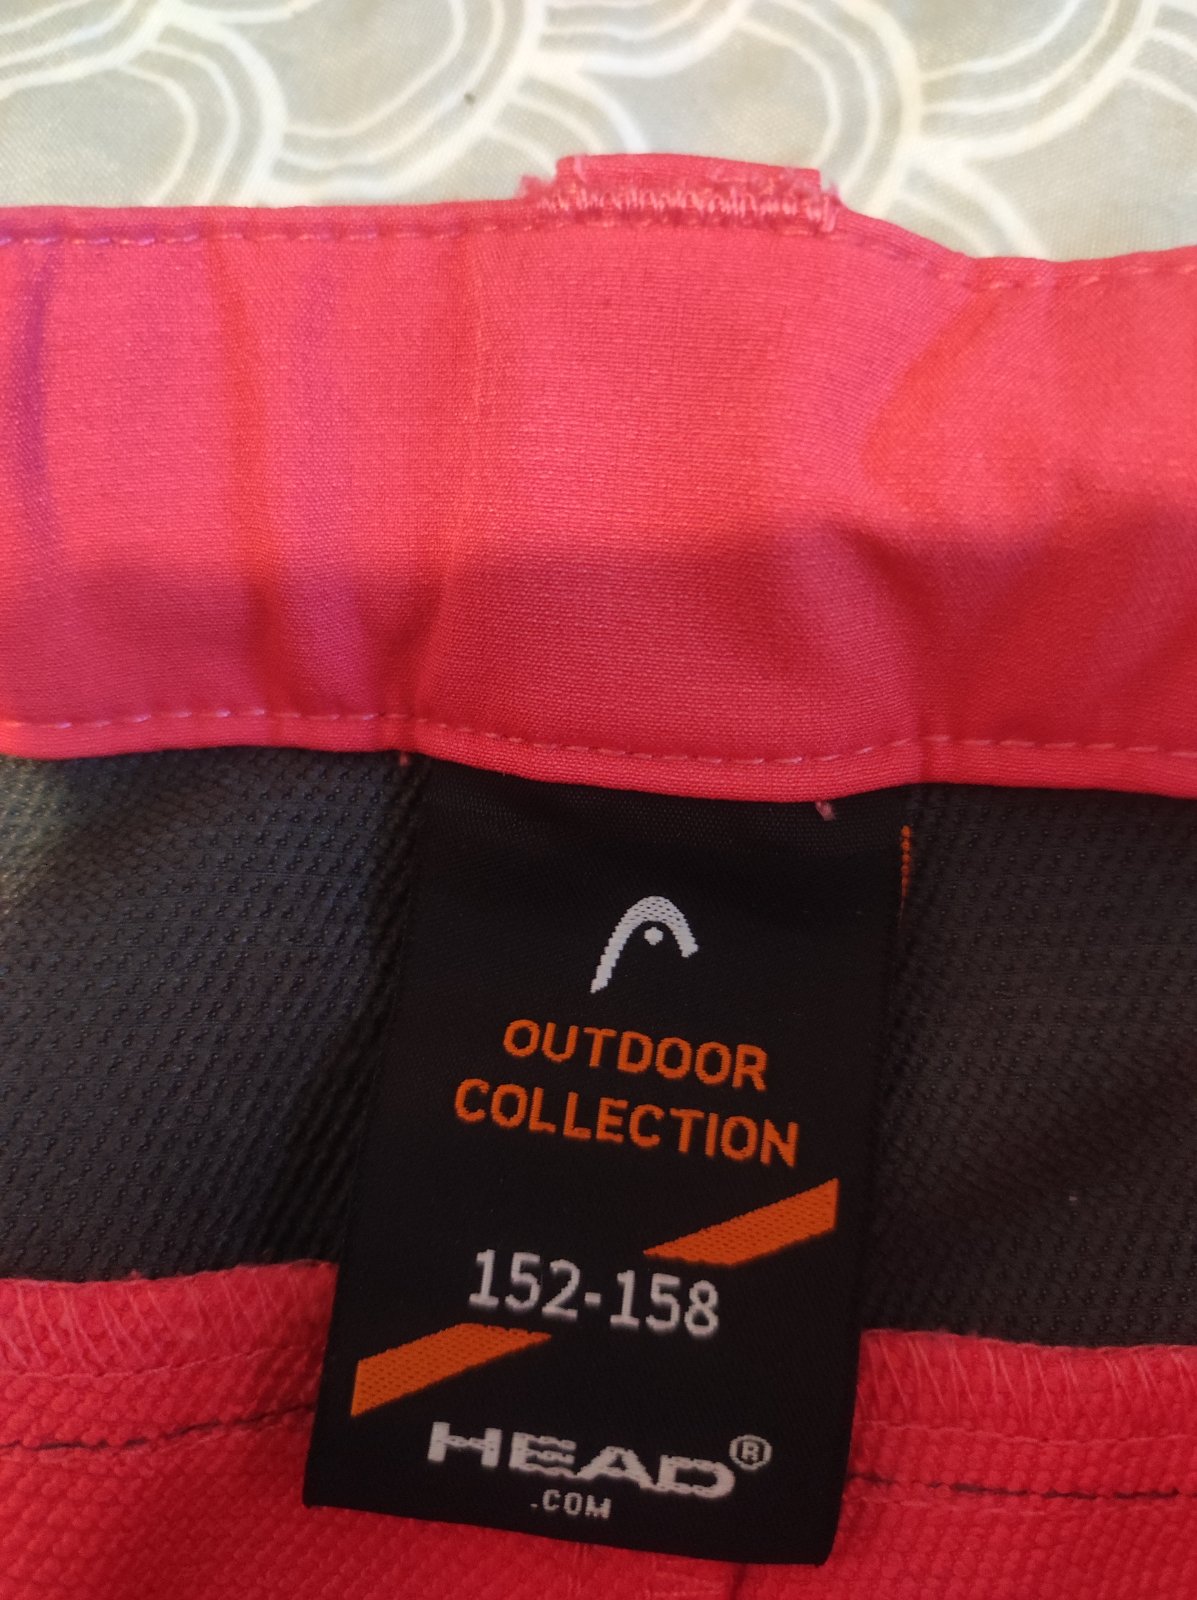 OUTDOOR
COLLECTION
152-158
HEAD®
.COM